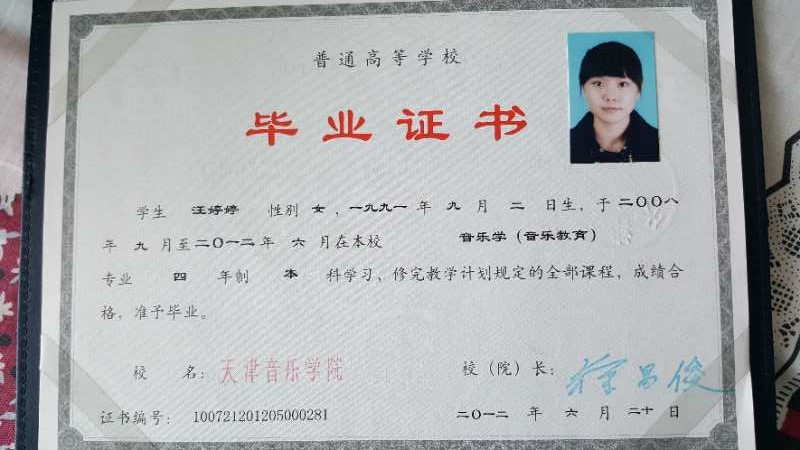 普通高等学校
毕业证书
学生 汪婷婷 性别 女，一九九一年 九 月 二 日生，于二〇〇八
年 九 月至二〇一二年 六 月在本校 音乐学（音乐教育）
专业 四 年制 本 科学习、修完教学计划规定的全部课程，成绩合
格，准予毕业。
校 名：天津音乐学院 校（院）长：徐昌俊
证书编号：100721201205000281 二〇一二 年 六 月 二十 日